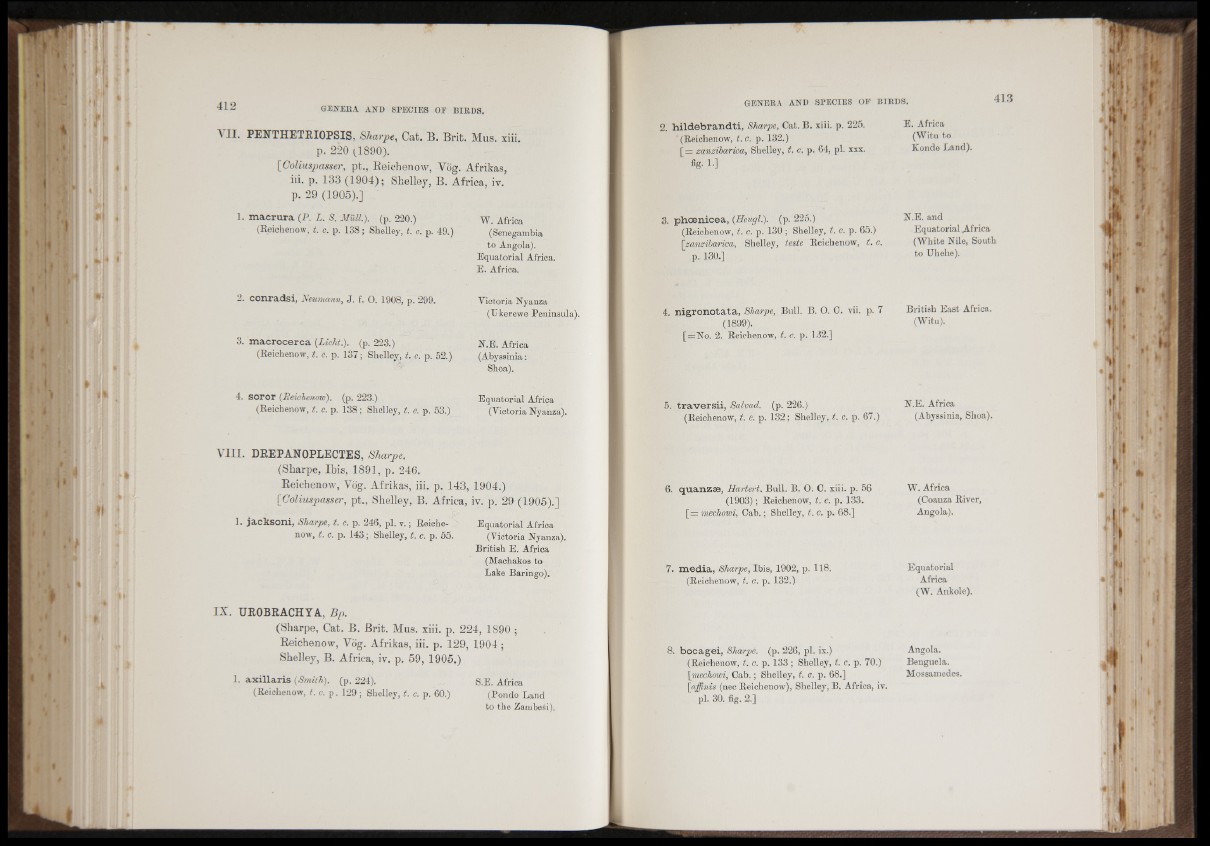 412
GENERA AND SPECIES OF BIRDS.
VII. PENTHETRIOPSIS, Sharpe, Cat. B. Brit. Mus. xiii.
p. 220 (1890).
[Coliuspasser, pt., Reichenow, Vög. Afrikas,
iii. p. 133 (1904); Shelley, B. Africa, iv.
p. 29 (1905).]
1. macrura (P. L. S. Müll.). (p. 220.)
(Reichenow, t. c. p. 138; Shelley, t. c. p. 49.)
W. Africa
(Senegambia
to Angola).
Equatorial Africa.
E. Africa.
2. conradsi, Neumann, J. f. O. 1908, p. 299.
Victoria Nyanza
(Ukerewe Peninsula).
3. macrocerca (Licht.). (p. 223.)
(Reichenow, t. c. p. 137; Shelley, t. c. p. 52.)
N.E. Africa
(Abyssinia:
Shoa).
4. soror (Reichenow). (p. 223.)
(Reichenow, t. c. p. 138; Shelley, t. c. p. 53.)
Equatorial Africa
(Victoria Nyanza).
VIII. DREPANOPLECTES, Sharpe.
(Sharpe, Ibis, 1891, p. 246.
Reichenow, Vög. Afrikas, iii. p. 143, 1904.)
[Coliuspasser, pt., Shelley, B. Africa, iv. p. 29 (1905).]
1. jacksoni, Sharpe, t. c. p. 246, pl. v.; Reiche-
now, t. c. p. 143; Shelley, t. c. p. 55.
Equatorial Africa
(Victoria Nyanza).
British E. Africa
(Machakos to
Lake Baringo).
IX. UROBRACHYA, Bp.
(Sharpe, Cat. B. Brit. Mus. xiii. p. 224, 1890;
Reichenow, Vög. Afrikas, iii. p. 129, 1904;
Shelley, B. Africa, iv. p. 59, 1905.)
1. axillaris (Smith). (p. 224).
(Reichenow, t. c. p. 129; Shelley, t. c. p. 60.)
S.E. Africa
(Pondo Land
to the Zambesi).
GENERA AND SPECIES OF BIRDS.
413
2. hildebrandti, Sharpe, Cat. B. xiii. p. 225.
(Reichenow, t. c. p. 132.)
[= zanzibarica, Shelley, t. c. p. 64, pl. xxx.
fig. 1.]
E. Africa
(Witu to
Konde Land).
3. phœnicea, (Heugl.). (p. 225.)
(Reichenow, t. c. p. 130; Shelley, t. c. p. 65.)
[zanzibarica, Shelley, teste Reichenow, t. c.
p. 130.]
N.E. and
Equatorial Africa
(White Nile, South
to Uhehe).
4. nigronotata, Sharpe, Bull. B. O. C. vii. p. 7
(1899).
[=No. 2. Reichenow, t. c. p. 132.]
British East Africa.
(Witu).
5. traversii, Salvad. (p. 226.)
(Reichenow, t. c. p. 132; Shelley, t. c. p. 67.)
N.E. Africa
(Abyssinia, Shoa).
6. quanzæ, Hartert, Bull. B. O. C. xiii. p. 56
(1903); Reichenow, t. c. p. 133.
[= mechowi, Cab.; Shelley, t. c. p. 68.]
W. Africa
(Coanza River,
Angola).
7. media, Sharpe, Ibis, 1902, p. 118.
(Reichenow, t. c. p. 132.)
Equatorial
Africa
(W. Ankole).
8. bocagei, Sharpe. (p. 226, pl. ix.)
(Reichenow, t. c. p. 133; Shelley, t. c. p. 70.)
[mechowi, Cab.; Shelley, t. c. p. 68.]
[affinis (nec Reichenow), Shelley, B. Africa, iv.
pl. 30. fig. 2.]
Angola.
Benguela.
Mossamedes.